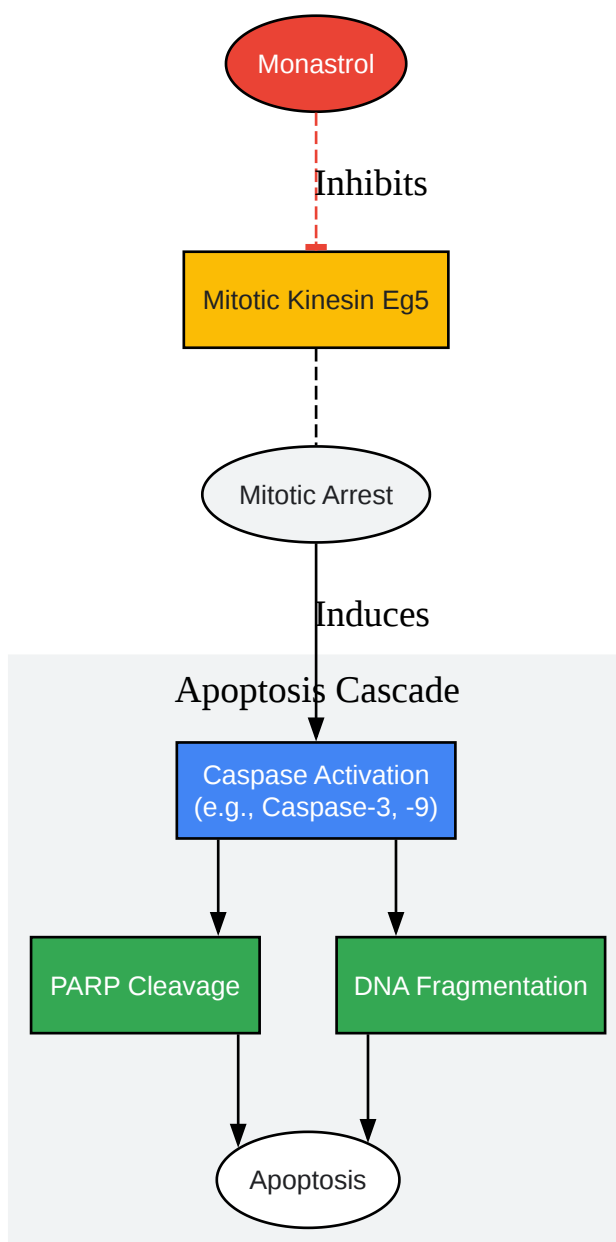 Monastrol
Inhibits
Mitotic Kinesin Eg5
Mitotic Arrest
Induces
Apoptosis Cascade
Caspase Activation
(e.g., Caspase-3, -9)
PARP Cleavage
DNA Fragmentation
Apoptosis